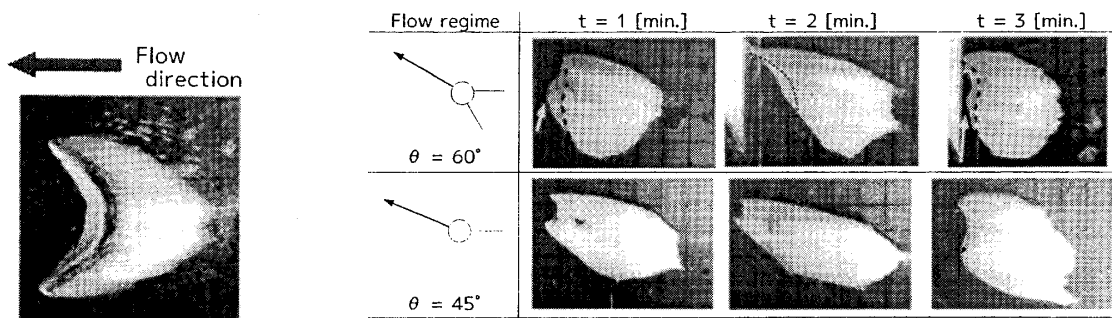 Flow
direction
Flow regime
t = 1 [min.]
t = 2 [min.]
t = 3 [min.]
θ = 60°
θ = 45°